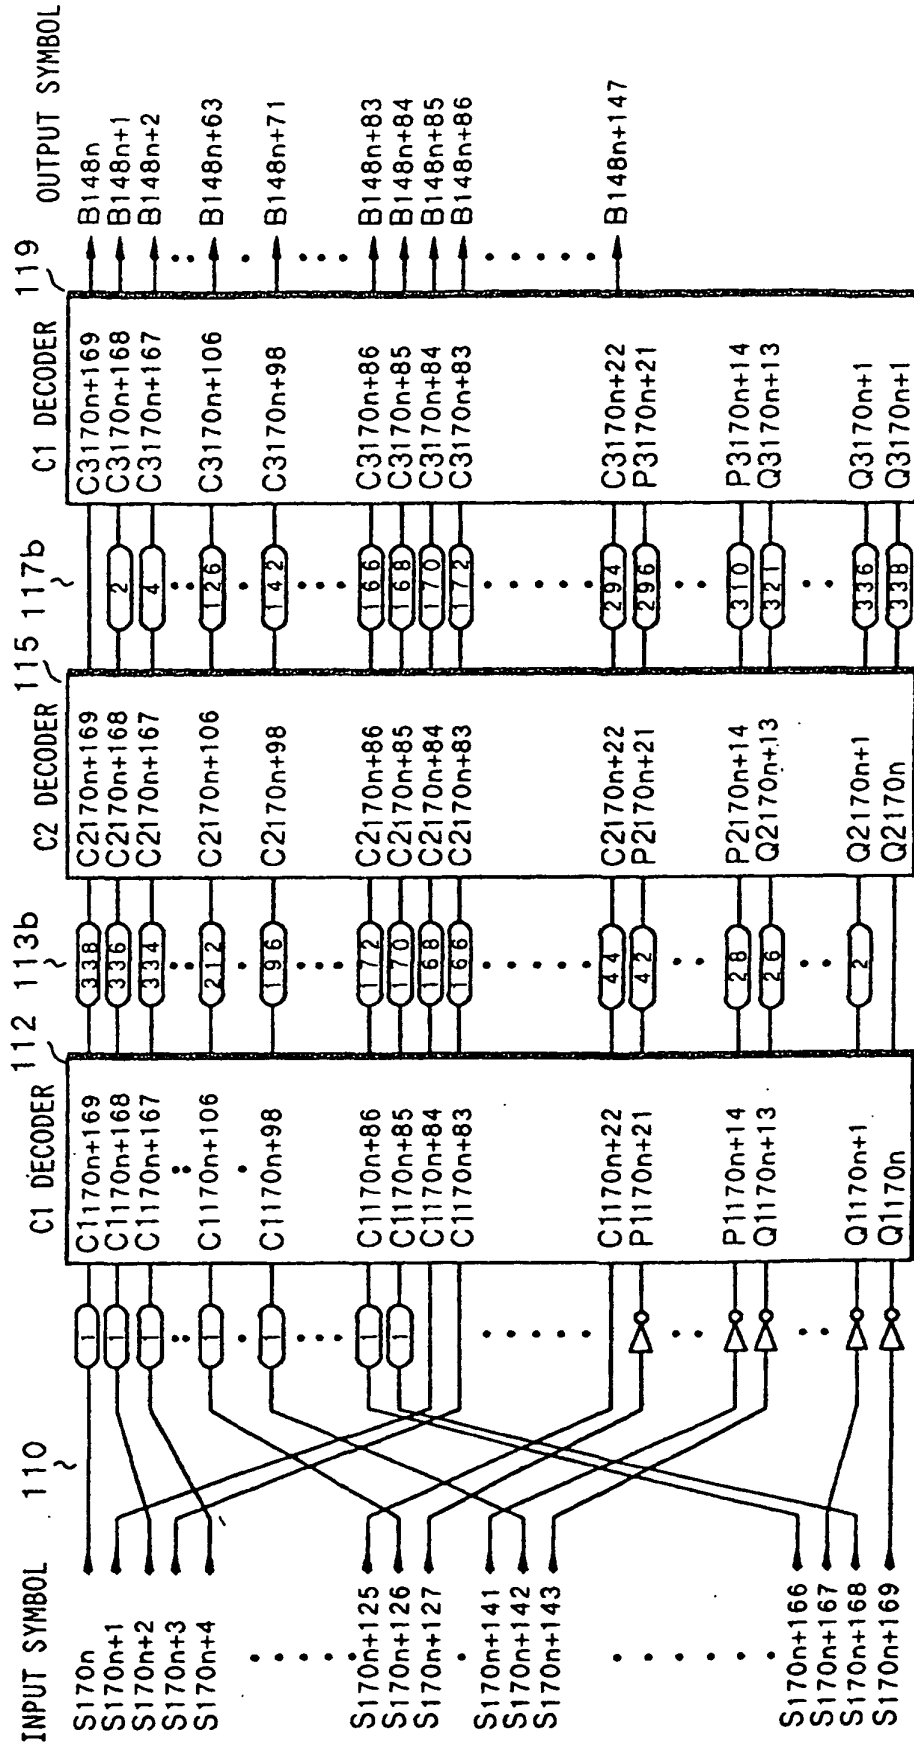 INPUT SYMBOL
110
S170n
S170n+1
S170n+2
S170n+3
S170n+4
S170n+125
S170n+126
S170n+127
S170n+141
S170n+142
S170n+143
S170n+166
S170n+167
S170n+168
S170n+169
1
1
1
1
1
1
1
C1 DECODER
112
C1170n+169
C1170n+168
C1170n+167
C1170n+106
C1170n+98
C1170n+86
C1170n+85
C1170n+84
C1170n+83
C1170n+22
P1170n+21
P1170n+14
Q1170n+13
Q1170n+1
Q1170n
113b
338
336
334
212
196
172
170
168
166
44
42
28
26
2
C2 DECODER
115
C2170n+169
C2170n+168
C2170n+167
C2170n+106
C2170n+98
C2170n+86
C2170n+85
C2170n+84
C2170n+83
C2170n+22
P2170n+21
P2170n+14
Q2170n+13
Q2170n+1
Q2170n
117b
2
4
126
142
166
168
170
172
294
296
310
321
336
338
C1 DECODER
119
C3170n+169
C3170n+168
C3170n+167
C3170n+106
C3170n+98
C3170n+86
C3170n+85
C3170n+84
C3170n+83
C3170n+22
P3170n+21
P3170n+14
Q3170n+13
Q3170n+1
Q3170n+1
OUTPUT SYMBOL
B148n
B148n+1
B148n+2
B148n+63
B148n+71
B148n+83
B148n+84
B148n+85
B148n+86
B148n+147